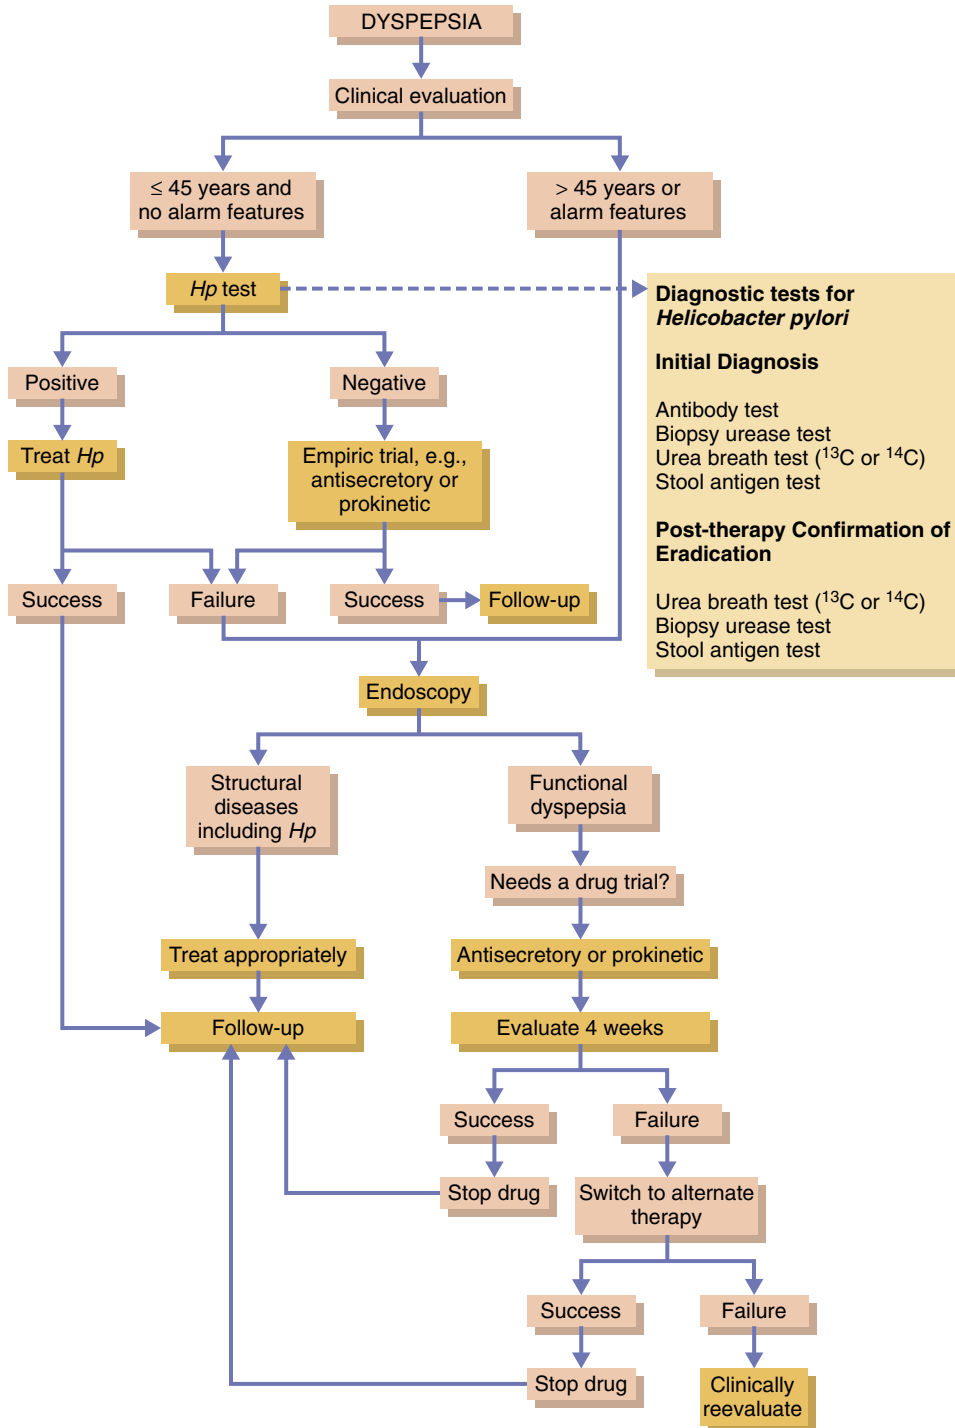 DYSPEPSIA
Clinical evaluation
≤ 45 years and
no alarm features
> 45 years or
alarm features
Hp test
Diagnostic tests for
Helicobacter pylori
Initial Diagnosis
Antibody test
Biopsy urease test
Urea breath test (¹³C or ¹⁴C)
Stool antigen test
Post-therapy Confirmation of
Eradication
Urea breath test (¹³C or ¹⁴C)
Biopsy urease test
Stool antigen test
Positive
Negative
Treat Hp
Empiric trial, e.g.,
antisecretory or
prokinetic
Success
Failure
Success
Follow-up
Endoscopy
Structural
diseases
including Hp
Functional
dyspepsia
Needs a drug trial?
Treat appropriately
Antisecretory or prokinetic
Follow-up
Evaluate 4 weeks
Success
Failure
Stop drug
Switch to alternate
therapy
Success
Failure
Stop drug
Clinically
reevaluate